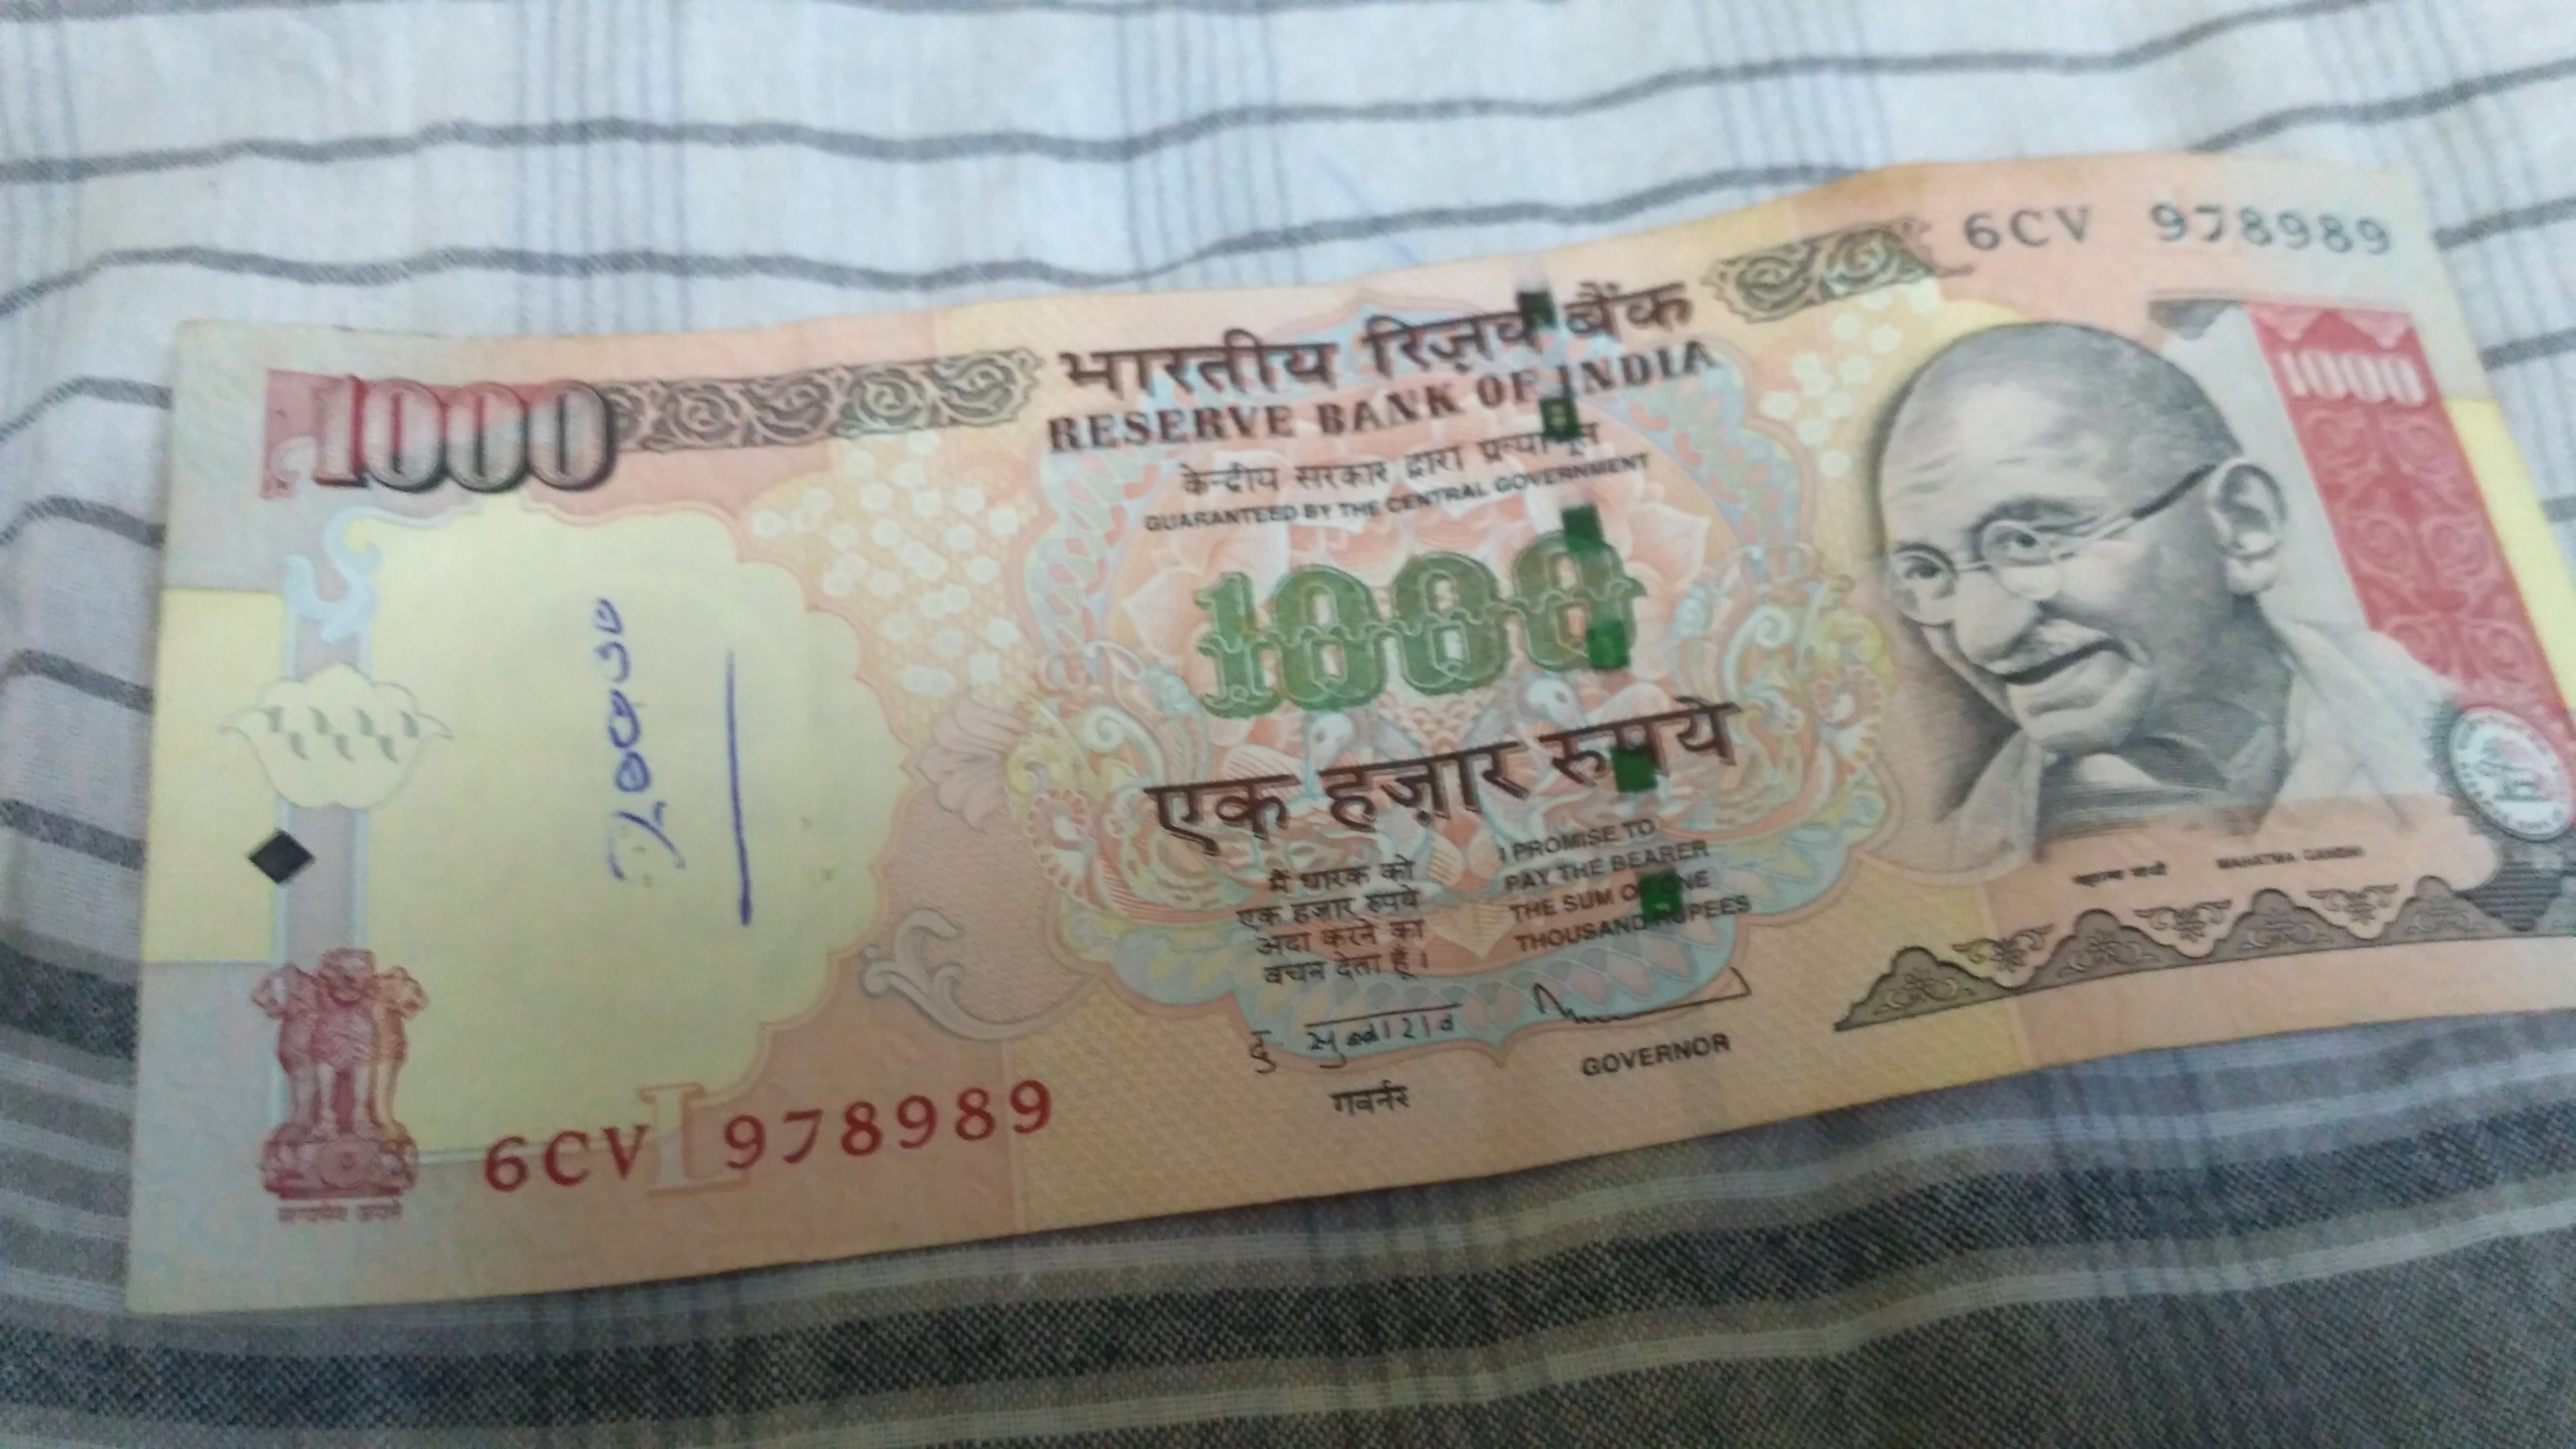 6CV 978989
1000
भारतीय रिज़र्व बैंक
RESERVE BANK OF INDIA
1000
केन्द्रीय सरकार द्वारा प्रत्याभूत
GUARANTEED BY THE CENTRAL GOVERNMENT
1000
एक हज़ार रुपये
मैं धारक को
एक हज़ार रुपये
अदा करने का
वचन देता हूँ।
I PROMISE TO
PAY THE BEARER
THE SUM OF ONE
THOUSAND RUPEES
महात्मा गांधी MAHATMA GANDHI
गवर्नर
GOVERNOR
सत्यमेव जयते
6CV L 978989